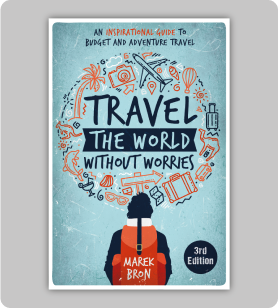 AN INSPIRATIONAL GUIDE TO
BUDGET AND ADVENTURE TRAVEL
TRAVEL
THE WORLD
WITHOUT WORRIES
MAREK
BRON
3rd
Edition